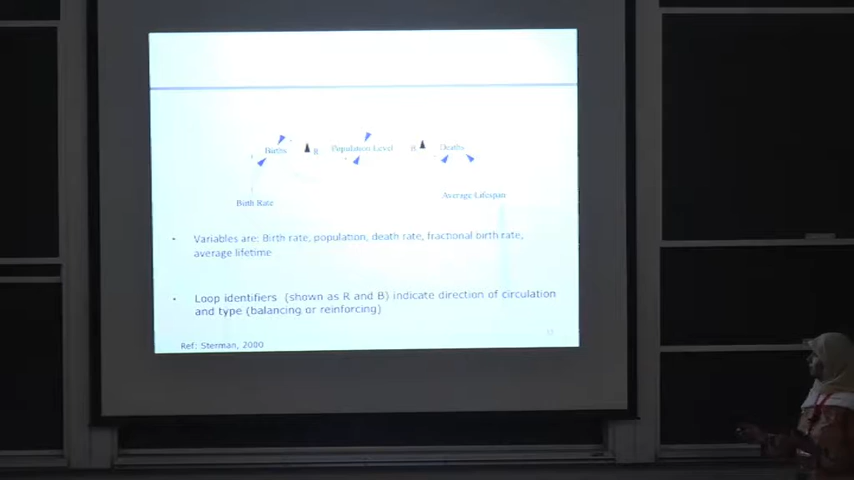 Births R Population Level B Deaths
Average Lifespan
Birth Rate
• Variables are: Birth rate, population, death rate, fractional birth rate,
average lifetime
• Loop identifiers (shown as R and B) indicate direction of circulation
and type (balancing or reinforcing)
Ref: Sterman, 2000